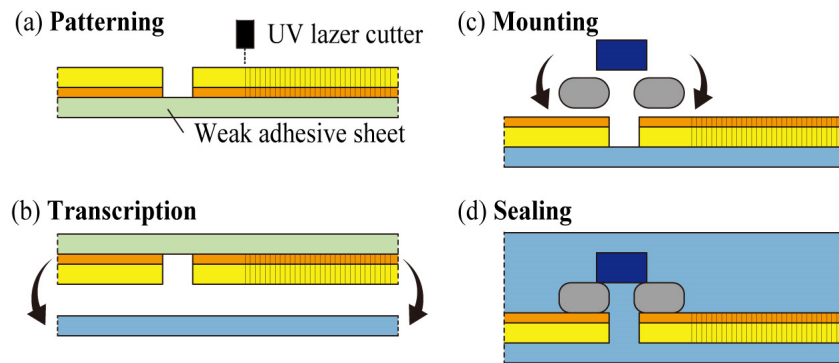 (a) Patterning
UV lazer cutter
Weak adhesive sheet
(b) Transcription
(c) Mounting
(d) Sealing